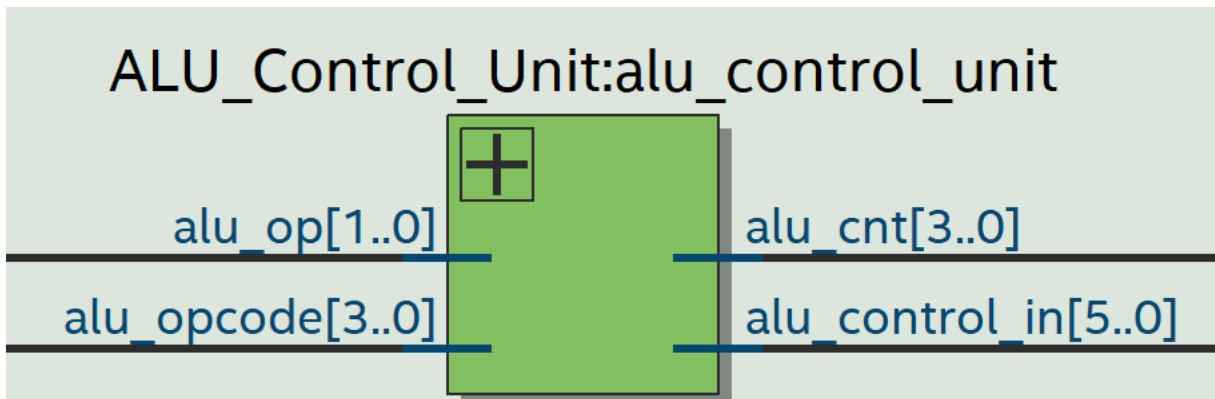 ALU_Control_Unit:alu_control_unit
alu_op[1..0]
alu_cnt[3..0]
alu_opcode[3..0]
alu_control_in[5..0]